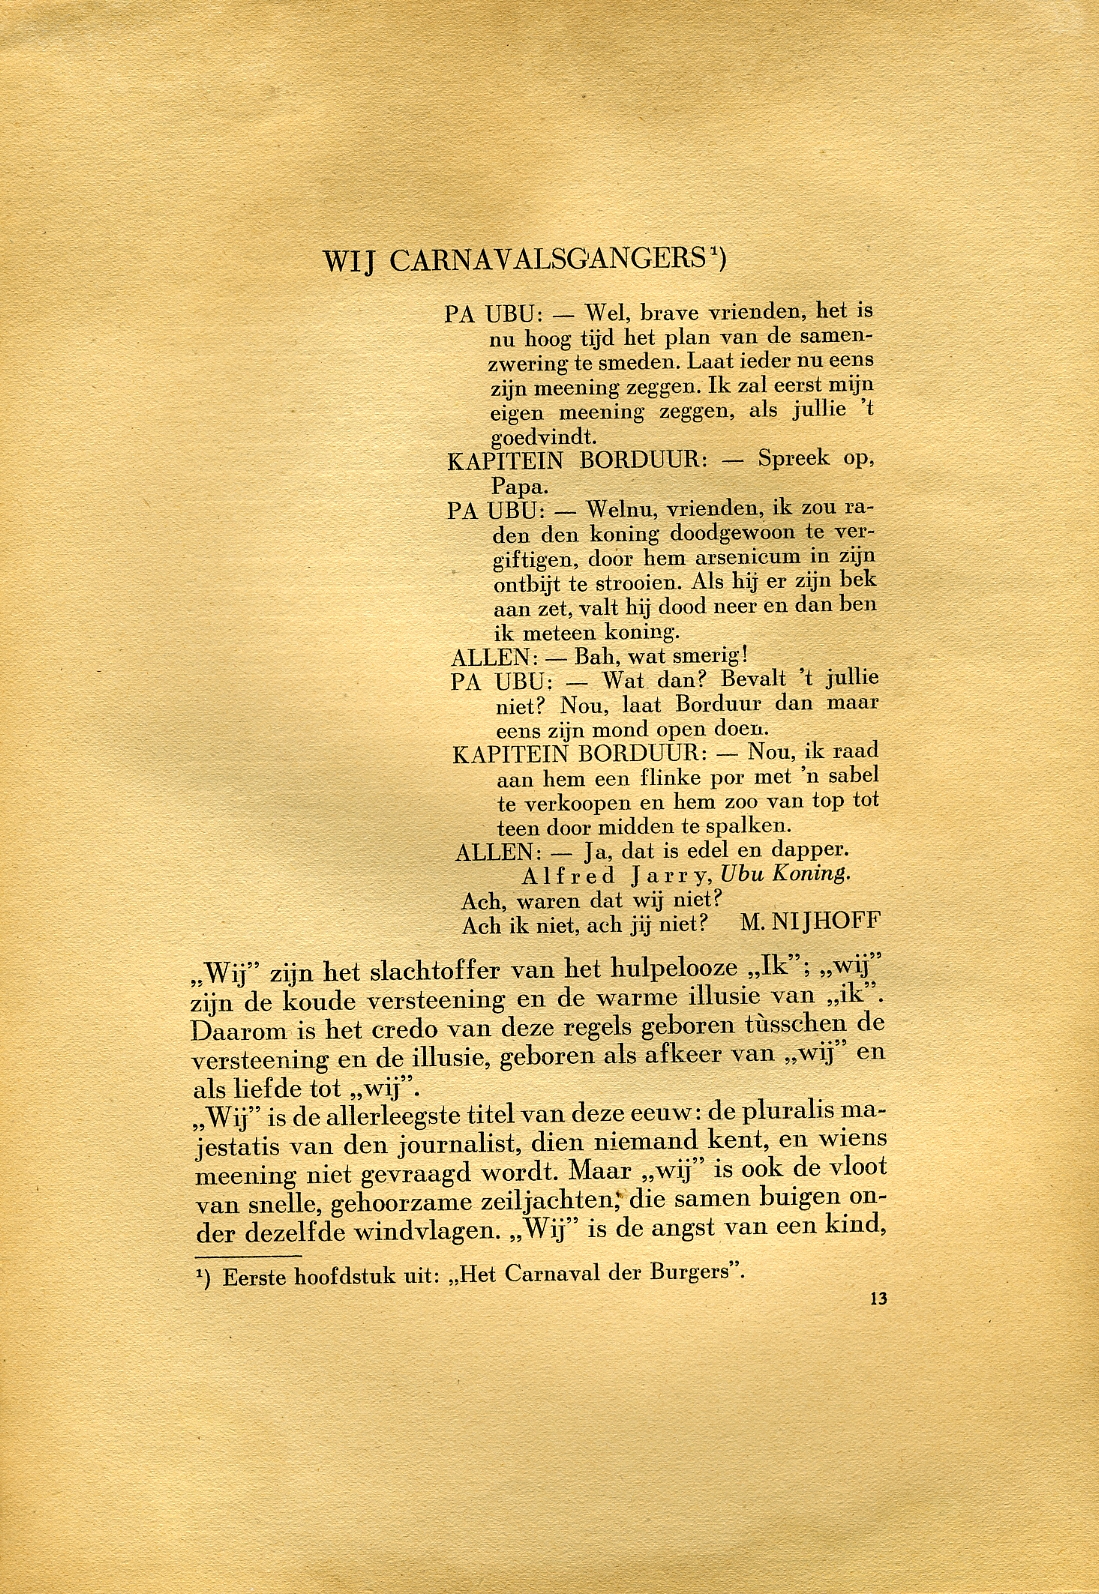 WIJ CARNAVALSGANGERS¹)
PA UBU: — Wel, brave vrienden, het is
nu hoog tijd het plan van de samen-
zwering te smeden. Laat ieder nu eens
zijn meening zeggen. Ik zal eerst mijn
eigen meening zeggen, als jullie ’t
goedvindt.
KAPITEIN BORDUUR: — Spreek op,
Papa.
PA UBU: — Welnu, vrienden, ik zou ra-
den den koning doodgewoon te ver-
giftigen, door hem arsenicum in zijn
ontbijt te strooien. Als hij er zijn bek
aan zet, valt hij dood neer en dan ben
ik meteen koning.
ALLEN: — Bah, wat smerig!
PA UBU: — Wat dan? Bevalt ’t jullie
niet? Nou, laat Borduur dan maar
eens zijn mond open doen.
KAPITEIN BORDUUR: — Nou, ik raad
aan hem een flinke por met ’n sabel
te verkoopen en hem zoo van top tot
teen door midden te spalken.
ALLEN: — Ja, dat is edel en dapper.
Alfred Jarry, Ubu Koning.
Ach, waren dat wij niet?
Ach ik niet, ach jij niet? M. NIJHOFF
„Wij” zijn het slachtoffer van het hulpelooze „Ik”; „wij”
zijn de koude versteening en de warme illusie van „ik”.
Daarom is het credo van deze regels geboren tùsschen de
versteening en de illusie, geboren als afkeer van „wij” en
als liefde tot „wij”.
„Wij” is de allerleegste titel van deze eeuw: de pluralis ma-
jestatis van den journalist, dien niemand kent, en wiens
meening niet gevraagd wordt. Maar „wij” is ook de vloot
van snelle, gehoorzame zeiljachten, die samen buigen on-
der dezelfde windvlagen. „Wij” is de angst van een kind,
¹) Eerste hoofdstuk uit: „Het Carnaval der Burgers”.
13